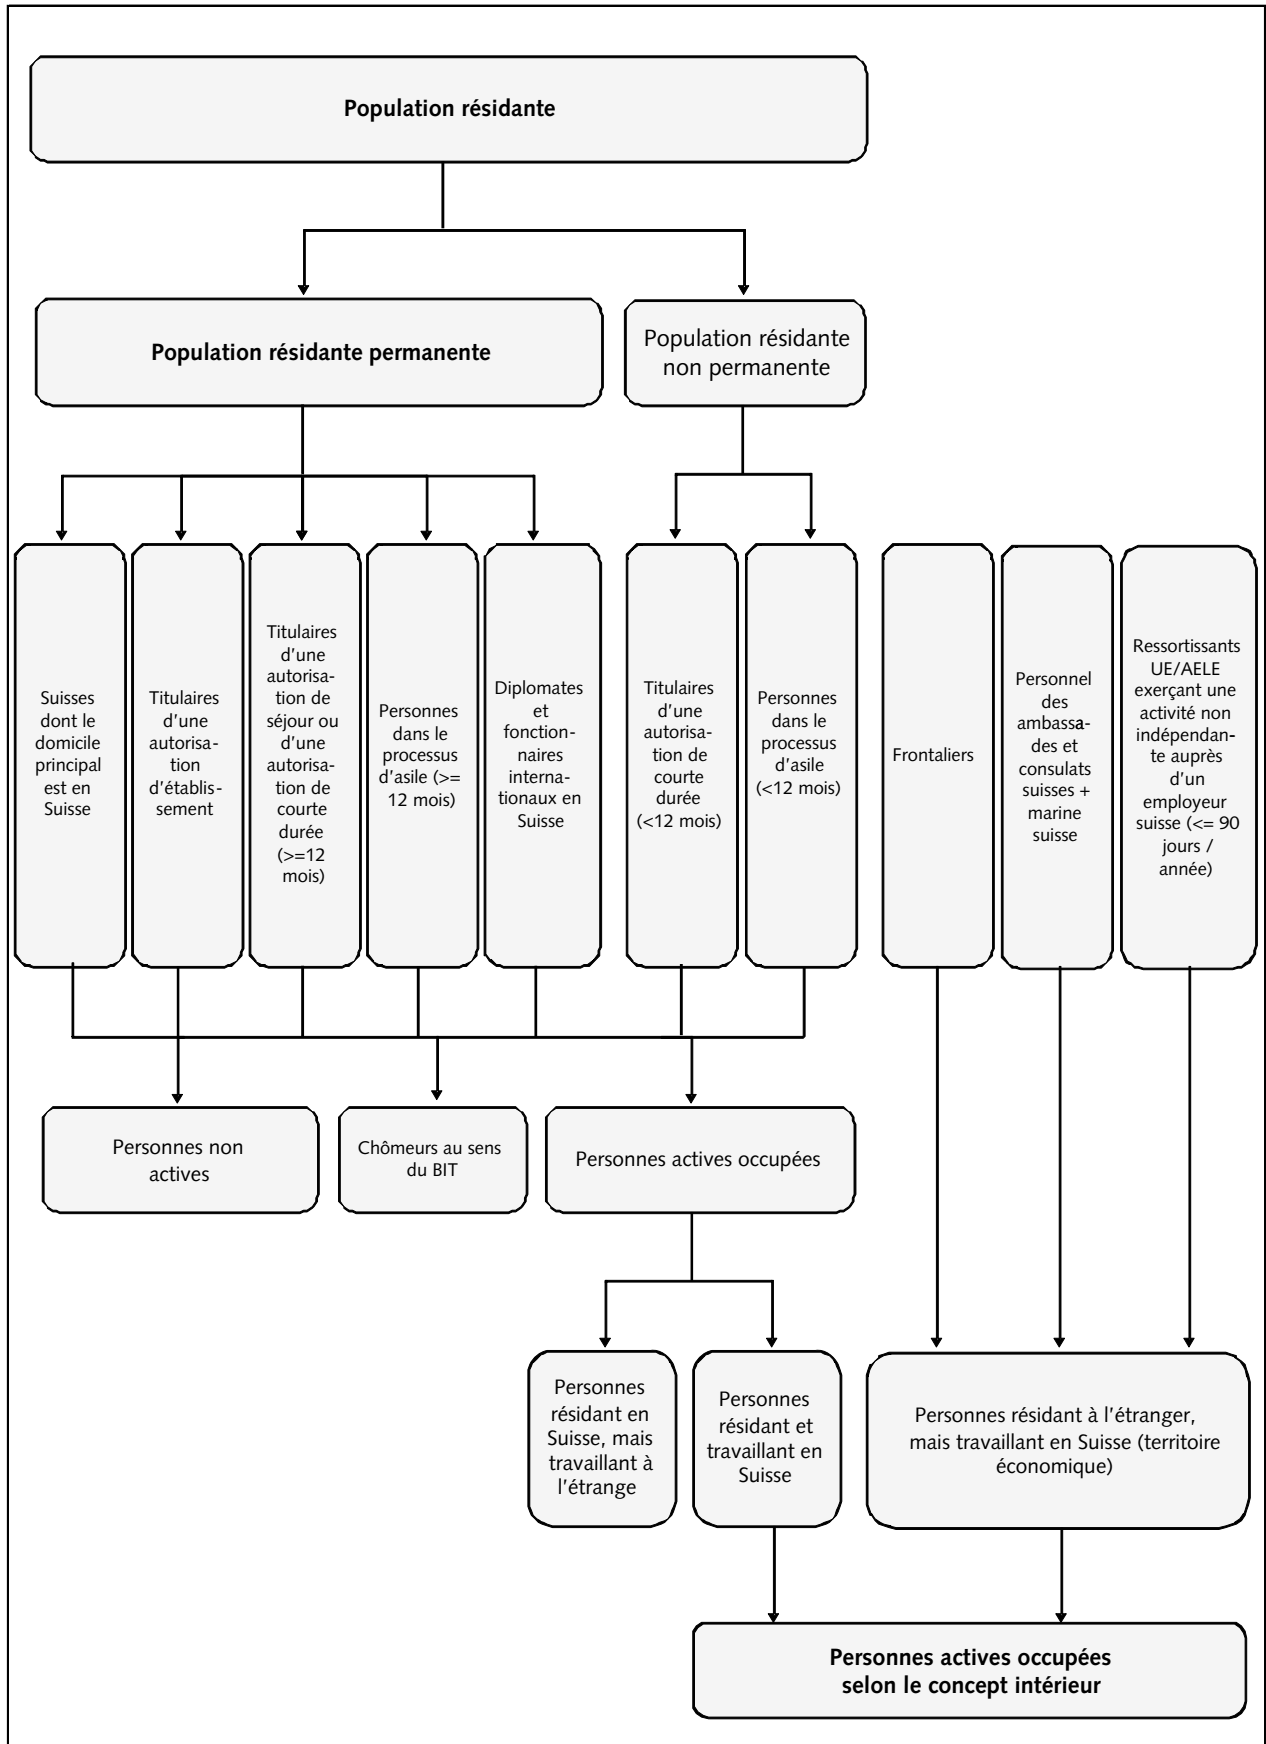 Population résidante
Population résidante permanente
Population résidante
non permanente
Suisses
dont le
domicile
principal
est en
Suisse
Titulaires
d'une
autorisa-
tion
d'établis-
sement
Titulaires
d'une
autorisa-
tion de
séjour ou
d'une
autorisa-
tion de
courte
durée
(>=12
mois)
Personnes
dans le
processus
d'asile (>=
12 mois)
Diplomates
et
fonction-
naires
interna-
tionaux en
Suisse
Titulaires
d'une
autorisa-
tion de
courte
durée
(<12 mois)
Personnes
dans le
processus
d'asile
(<12 mois)
Frontaliers
Personnel
des
ambassa-
des et
consulats
suisses +
marine
suisse
Ressortissants
UE/AELE
exerçant une
activité non
indépendan-
te auprès
d'un
employeur
suisse (<= 90
jours /
année)
Personnes non
actives
Chômeurs au sens
du BIT
Personnes actives occupées
Personnes
résidant en
Suisse, mais
travaillant à
l'étrange
Personnes
résidant et
travaillant en
Suisse
Personnes résidant à l'étranger,
mais travaillant en Suisse (territoire
économique)
Personnes actives occupées
selon le concept intérieur